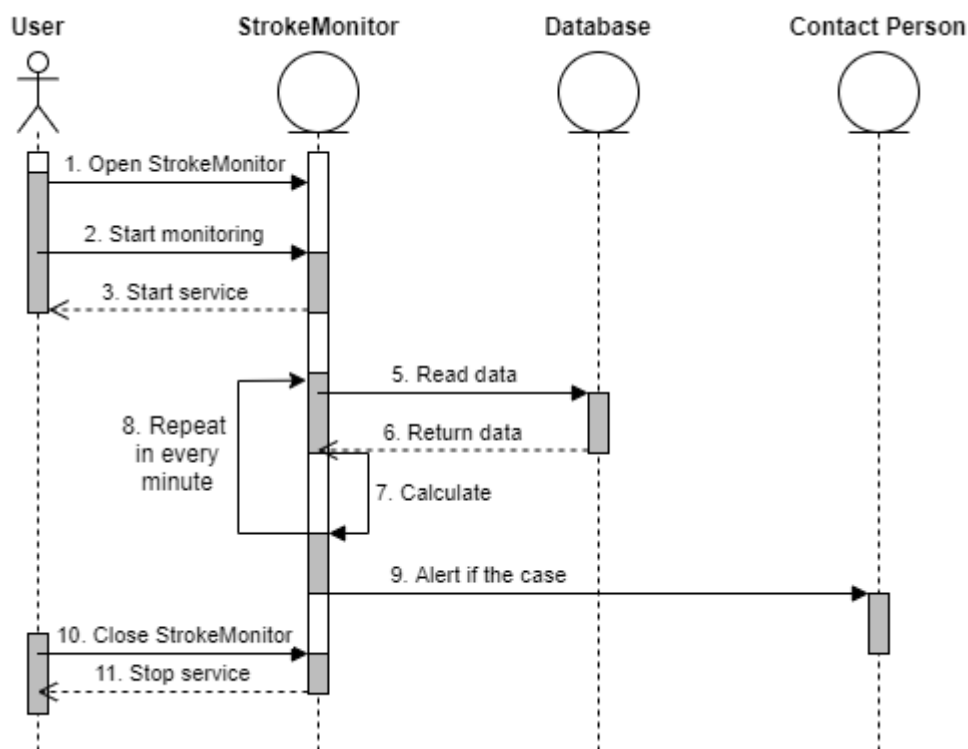 User
StrokeMonitor
Database
Contact Person
1. Open StrokeMonitor
2. Start monitoring
3. Start service
5. Read data
6. Return data
8. Repeat
in every
minute
7. Calculate
9. Alert if the case
10. Close StrokeMonitor
11. Stop service